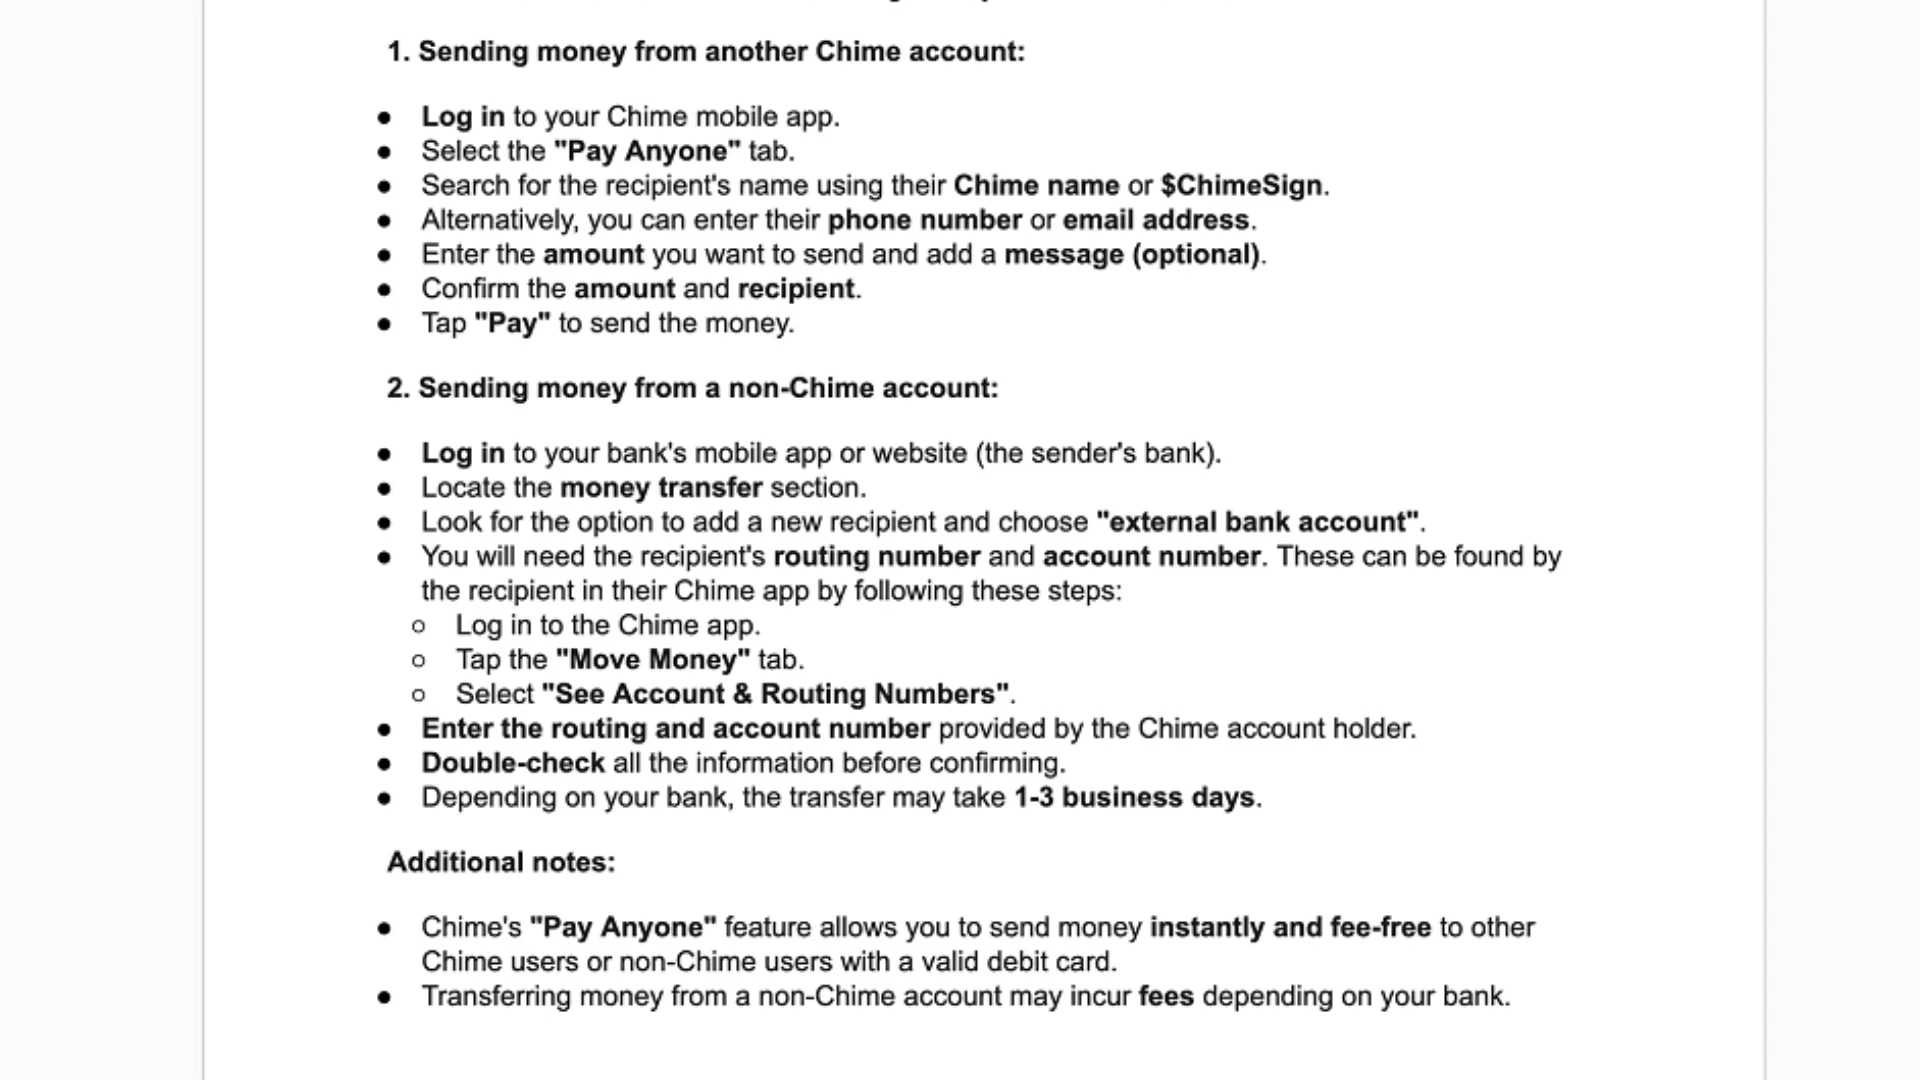 1. Sending money from another Chime account:
● Log in to your Chime mobile app.
● Select the "Pay Anyone" tab.
● Search for the recipient's name using their Chime name or $ChimeSign.
● Alternatively, you can enter their phone number or email address.
● Enter the amount you want to send and add a message (optional).
● Confirm the amount and recipient.
● Tap "Pay" to send the money.
2. Sending money from a non-Chime account:
● Log in to your bank's mobile app or website (the sender's bank).
● Locate the money transfer section.
● Look for the option to add a new recipient and choose "external bank account".
● You will need the recipient's routing number and account number. These can be found by
the recipient in their Chime app by following these steps:
○ Log in to the Chime app.
○ Tap the "Move Money" tab.
○ Select "See Account & Routing Numbers".
● Enter the routing and account number provided by the Chime account holder.
● Double-check all the information before confirming.
● Depending on your bank, the transfer may take 1-3 business days.
Additional notes:
● Chime's "Pay Anyone" feature allows you to send money instantly and fee-free to other
Chime users or non-Chime users with a valid debit card.
● Transferring money from a non-Chime account may incur fees depending on your bank.